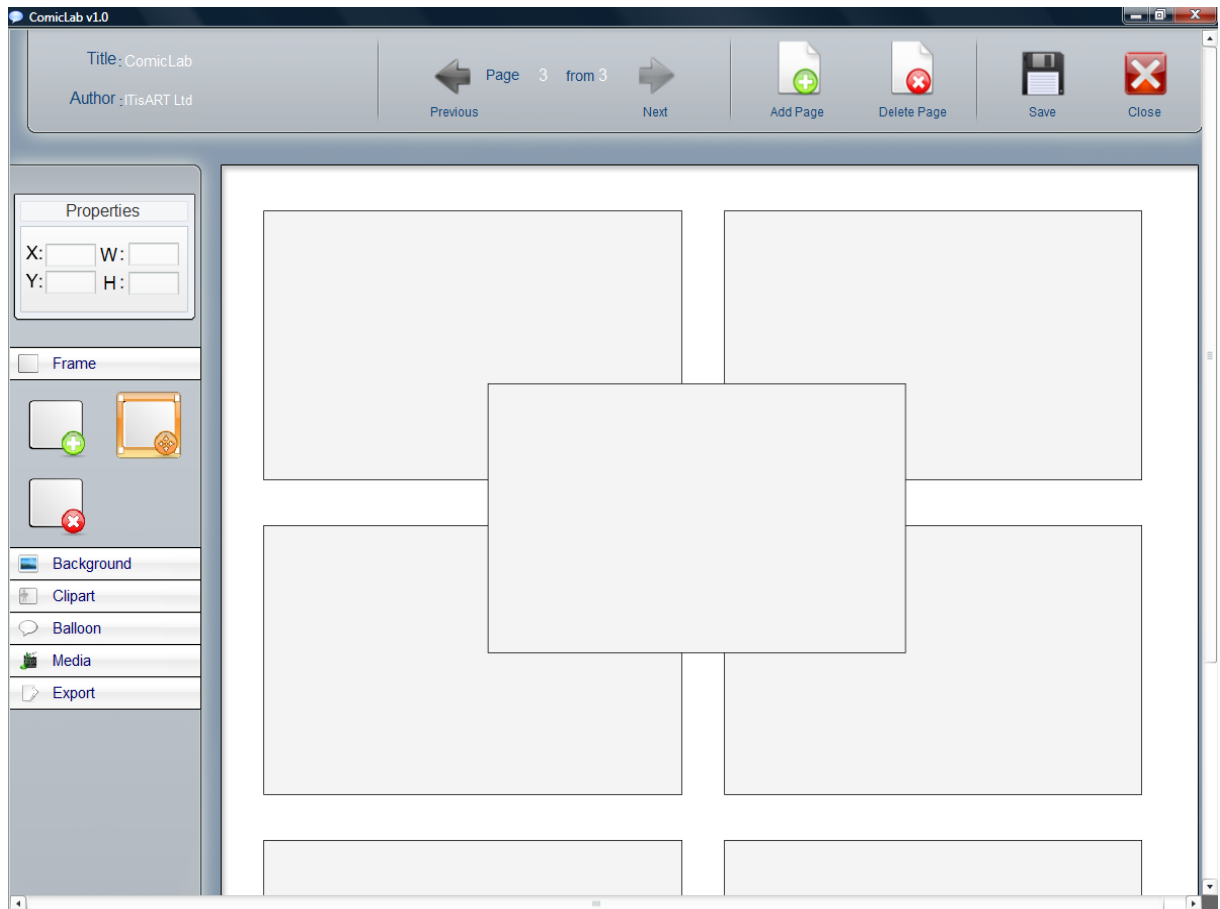 ComicLab v1.0
Title: ComicLab
Author: ITisART Ltd
Page 3 from 3
Previous
Next
Add Page
Delete Page
Save
Close
Properties
X: W:
Y: H:
Frame
Background
Clipart
Balloon
Media
Export